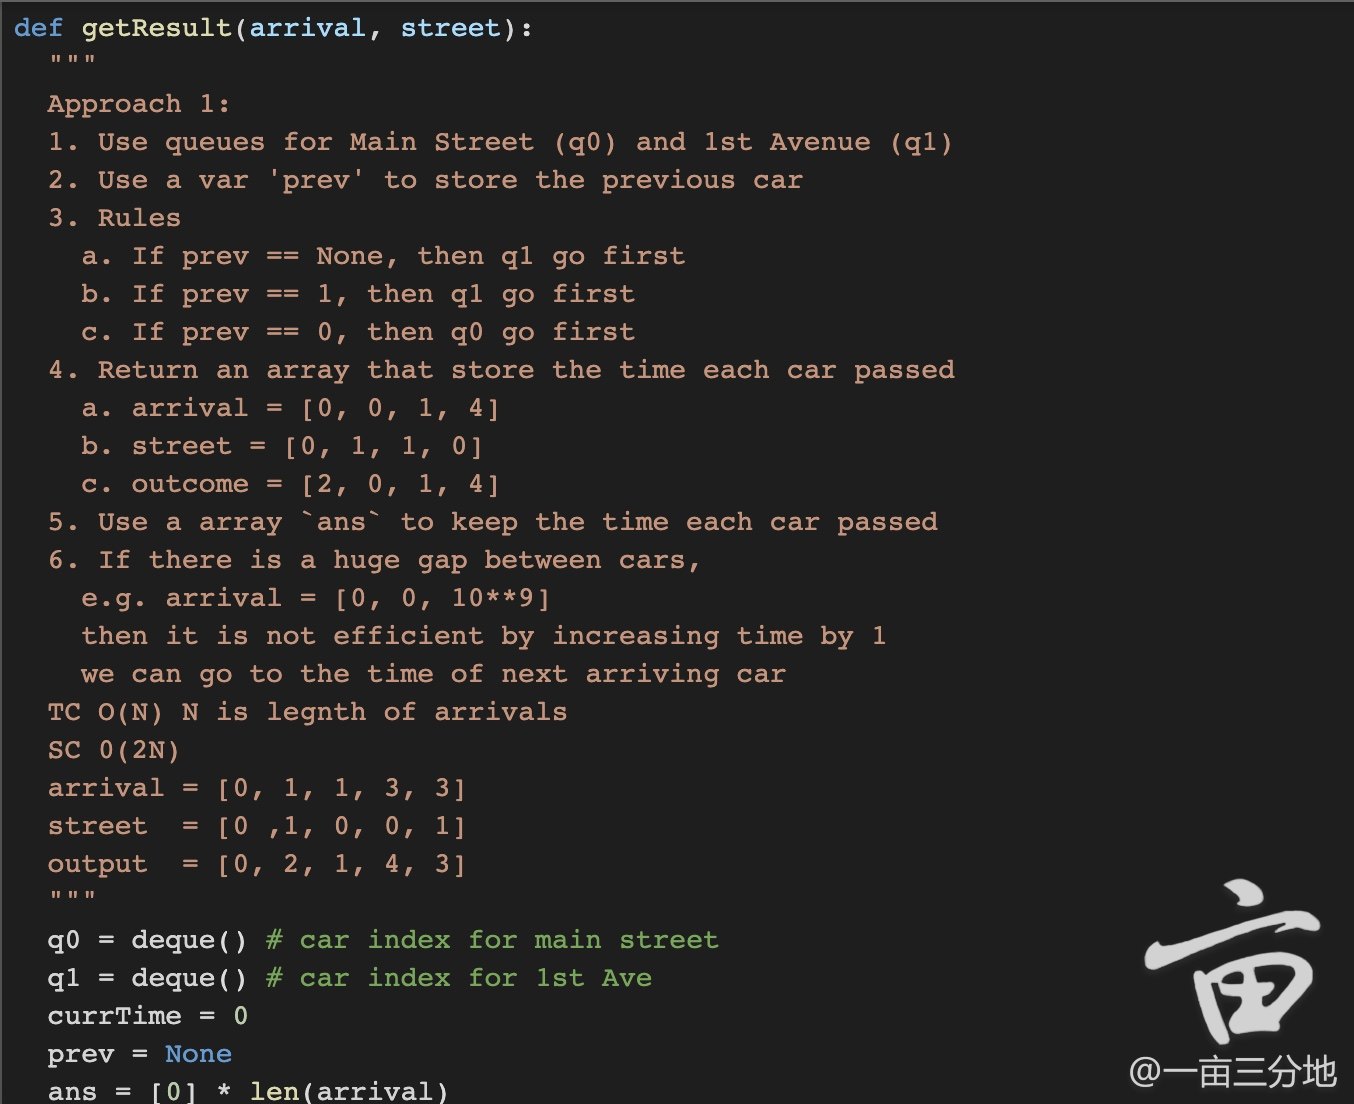 def getResult(arrival, street):
"""
Approach 1:
1. Use queues for Main Street (q0) and 1st Avenue (q1)
2. Use a var 'prev' to store the previous car
3. Rules
a. If prev == None, then q1 go first
b. If prev == 1, then q1 go first
c. If prev == 0, then q0 go first
4. Return an array that store the time each car passed
a. arrival = [0, 0, 1, 4]
b. street = [0, 1, 1, 0]
c. outcome = [2, 0, 1, 4]
5. Use a array `ans` to keep the time each car passed
6. If there is a huge gap between cars,
e.g. arrival = [0, 0, 10**9]
then it is not efficient by increasing time by 1
we can go to the time of next arriving car
TC O(N) N is legnth of arrivals
SC 0(2N)
arrival = [0, 1, 1, 3, 3]
street  = [0 ,1, 0, 0, 1]
output  = [0, 2, 1, 4, 3]
"""
q0 = deque() # car index for main street
q1 = deque() # car index for 1st Ave
currTime = 0
prev = None
ans = [0] * len(arrival)
亩
@一亩三分地